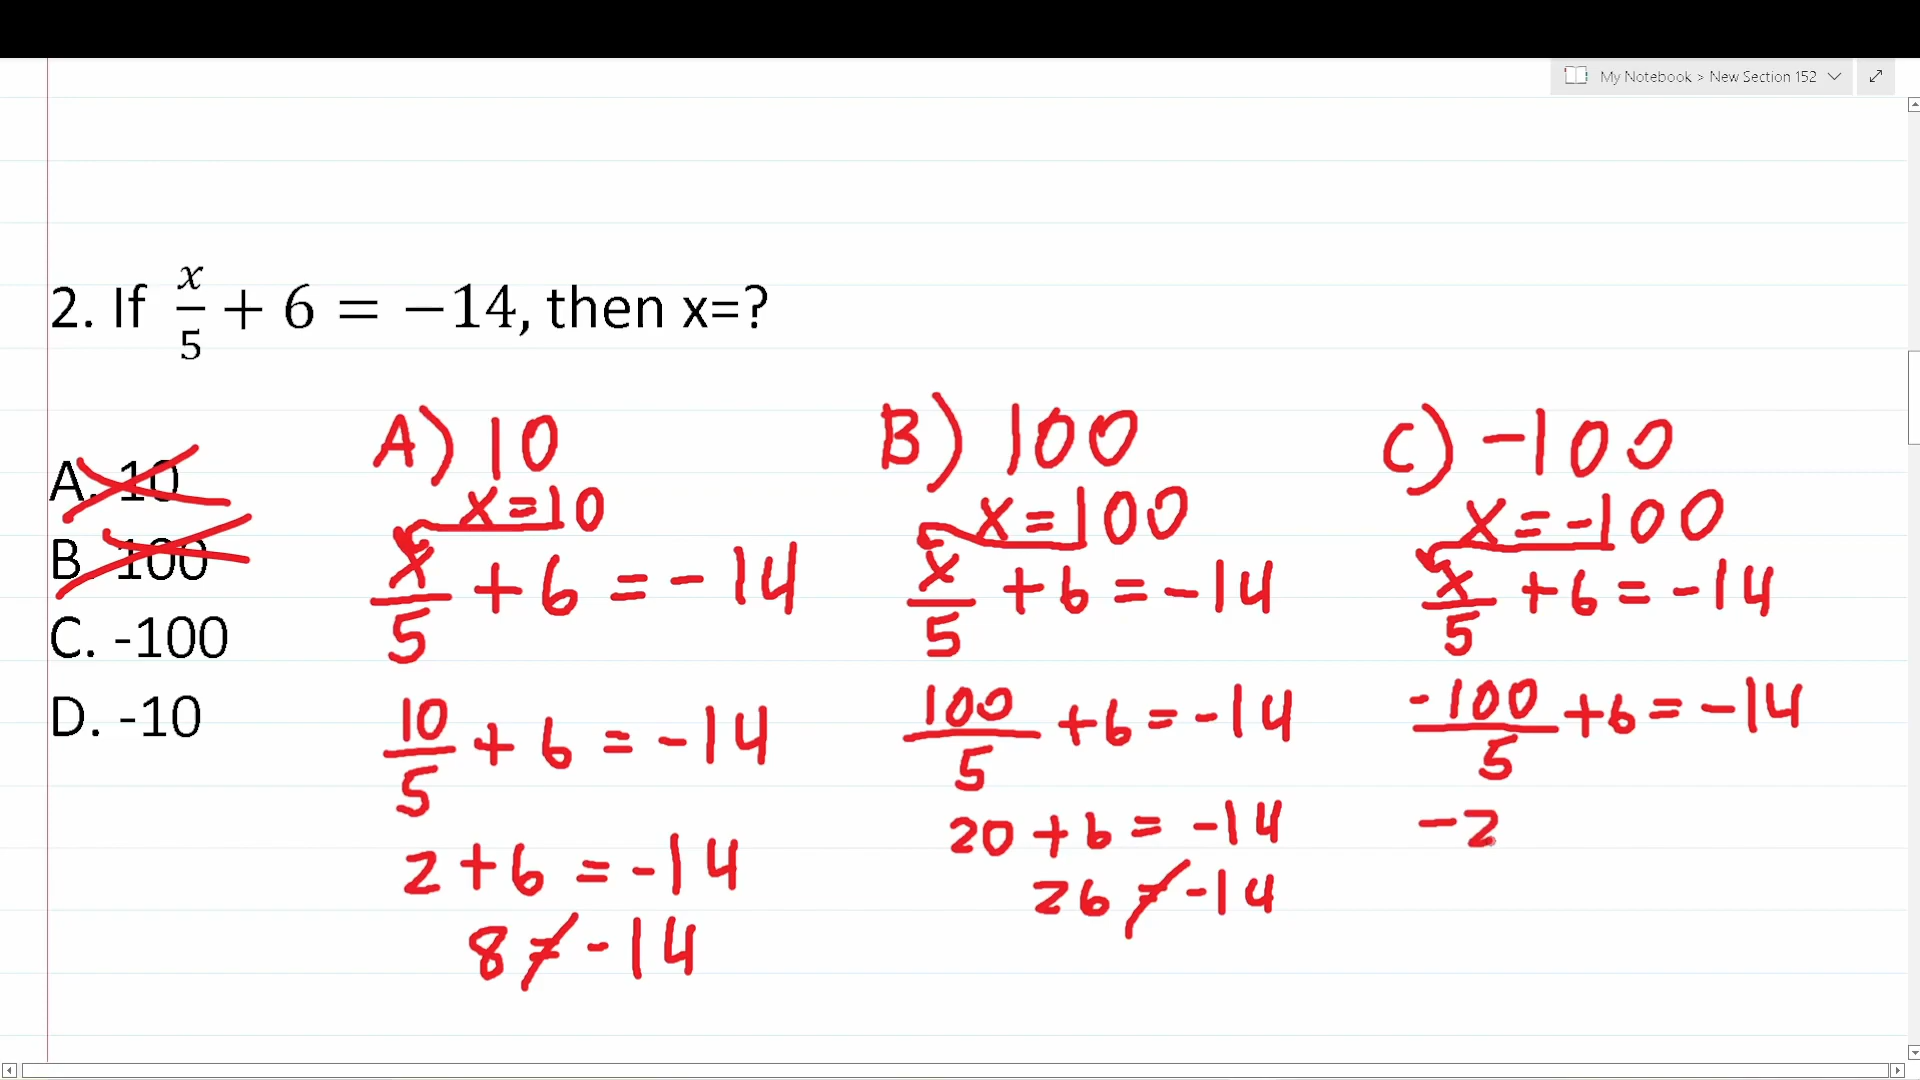 My Notebook > New Section 152
2. If x/5 + 6 = −14, then x=?
A. 10
B. 100
C. -100
D. -10
A) 10
x=10
x/5 + 6 = -14
10/5 + 6 = -14
2 + 6 = -14
8 ≠ -14
B) 100
x=100
x/5 + 6 = -14
100/5 + 6 = -14
20 + 6 = -14
26 ≠ -14
C) -100
x = -100
x/5 + 6 = -14
-100/5 + 6 = -14
-2